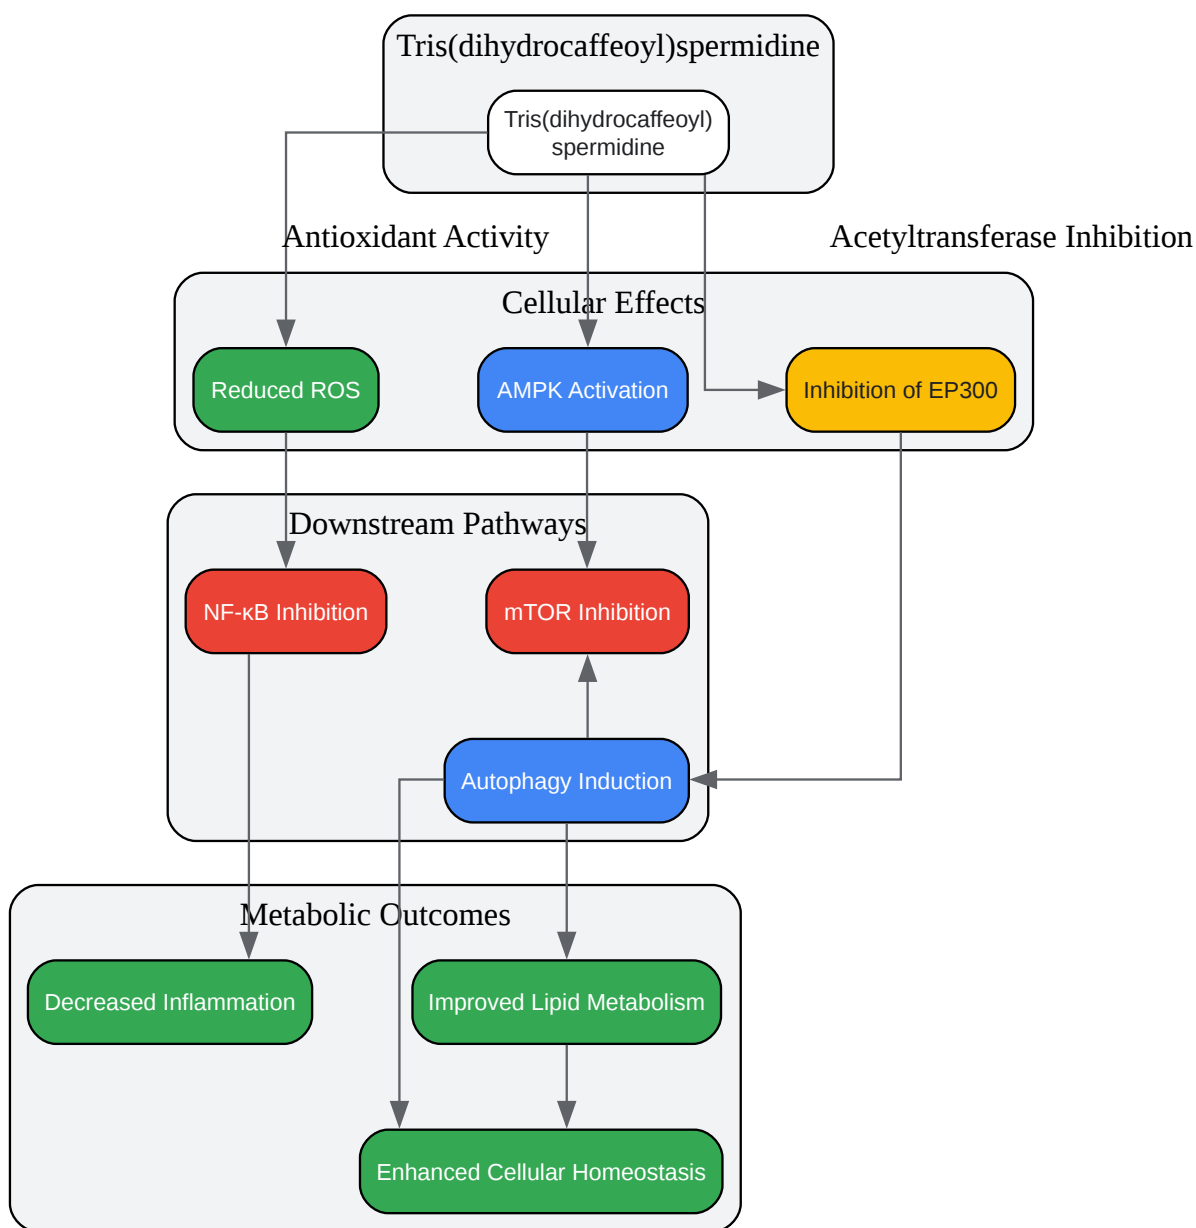 Tris(dihydrocaffeoyl)spermidine
Tris(dihydrocaffeoyl)
spermidine
Antioxidant Activity
Acetyltransferase Inhibition
Cellular Effects
Reduced ROS
AMPK Activation
Inhibition of EP300
Downstream Pathways
NF-κB Inhibition
mTOR Inhibition
Autophagy Induction
Metabolic Outcomes
Decreased Inflammation
Improved Lipid Metabolism
Enhanced Cellular Homeostasis